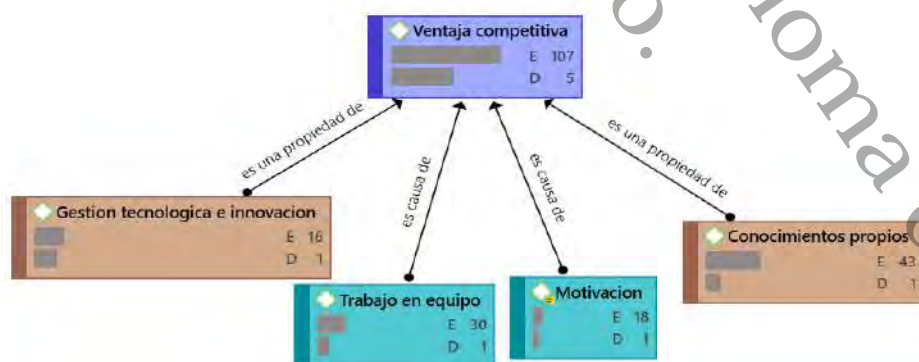 Ventaja competitiva
E 107
D 5
es una propiedad de
es causa de
es causa de
es una propiedad de
Gestion tecnologica e innovacion
E 16
D 1
Conocimientos propios
E 43
D 1
Trabajo en equipo
E 30
D 1
Motivacion
E 18
D 1